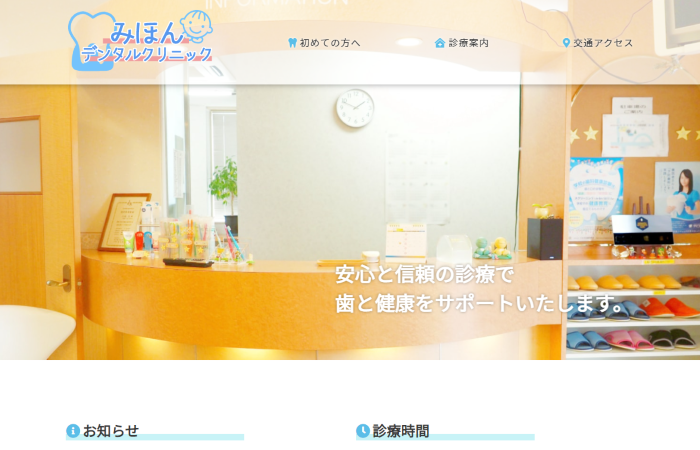 INFORMATION
みほん
デンタルクリニック
初めての方へ
診療案内
交通アクセス
安心と信頼の診療で
歯と健康をサポートいたします。
お知らせ
診療時間